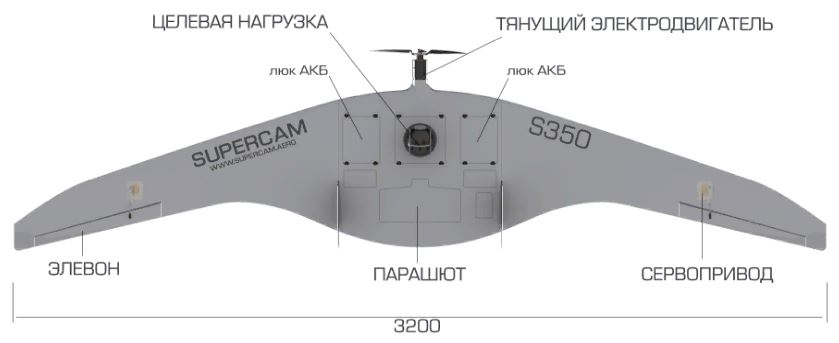 ЦЕЛЕВАЯ НАГРУЗКА
ТЯНУЩИЙ ЭЛЕКТРОДВИГАТЕЛЬ
люк АКБ
люк АКБ
SUPERCAM
WWW.SUPERCAM.AERO
S350
ЭЛЕВОН
ПАРАШЮТ
СЕРВОПРИВОД
3200